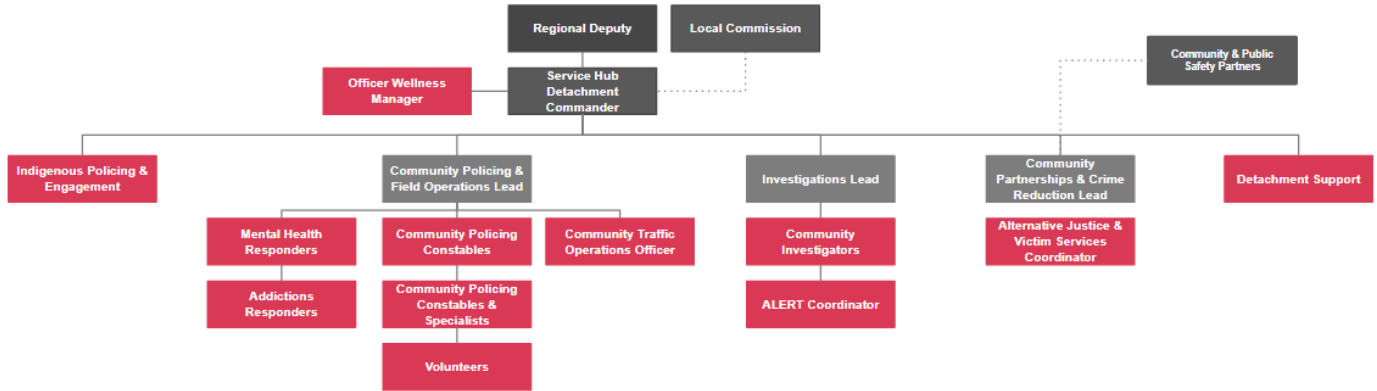 Regional Deputy
Local Commission
Community & Public
Safety Partners
Officer Wellness
Manager
Service Hub
Detachment
Commander
Indigenous Policing &
Engagement
Community Policing &
Field Operations Lead
Investigations Lead
Community
Partnerships & Crime
Reduction Lead
Detachment Support
Mental Health
Responders
Community Policing
Constables
Community Traffic
Operations Officer
Community
Investigators
Alternative Justice &
Victim Services
Coordinator
Addictions
Responders
Community Policing
Constables &
Specialists
ALERT Coordinator
Volunteers